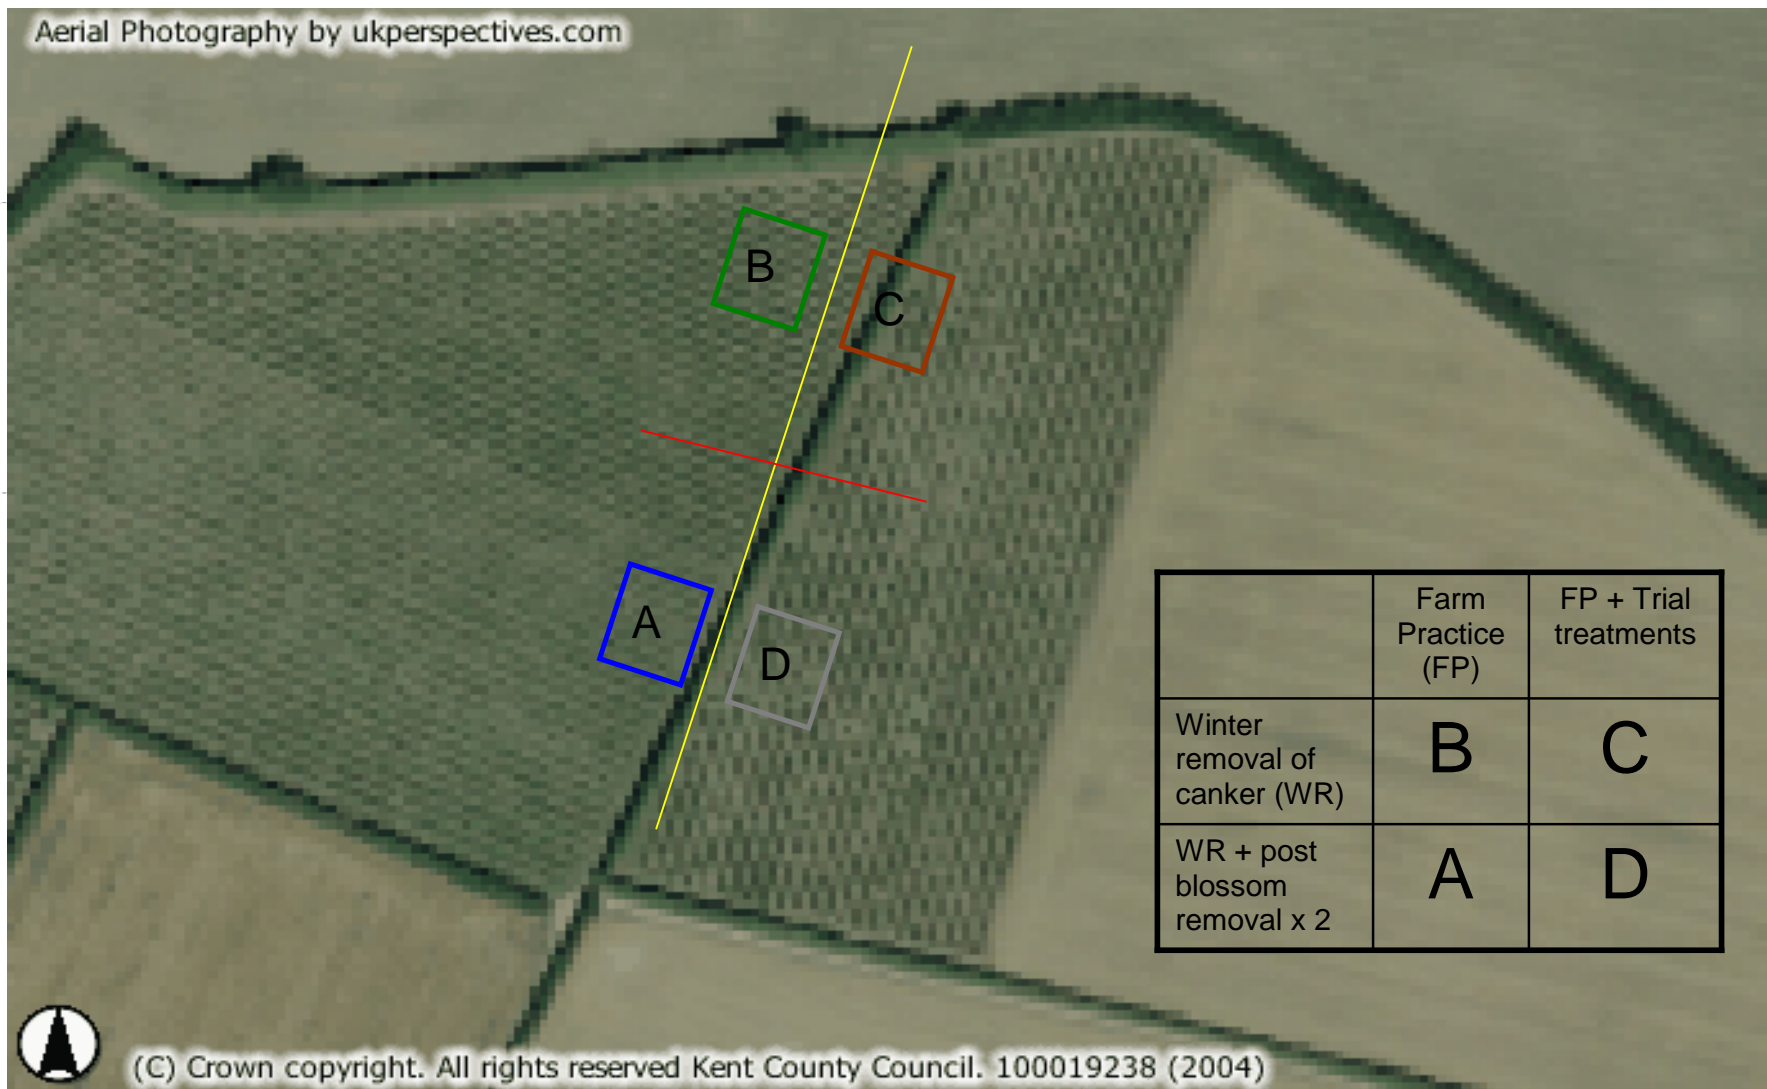 Aerial Photography by ukperspectives.com
B
C
A
D
Farm
Practice
(FP)
FP + Trial
treatments
Winter
removal of
canker (WR)
B
C
WR + post
blossom
removal x 2
A
D
(C) Crown copyright. All rights reserved Kent County Council. 100019238 (2004)